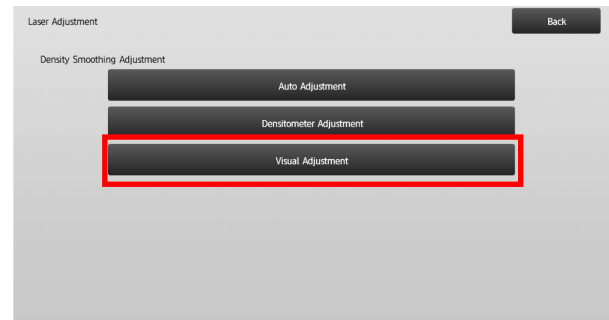 Laser Adjustment
Back
Density Smoothing Adjustment
Auto Adjustment
Densitometer Adjustment
Visual Adjustment